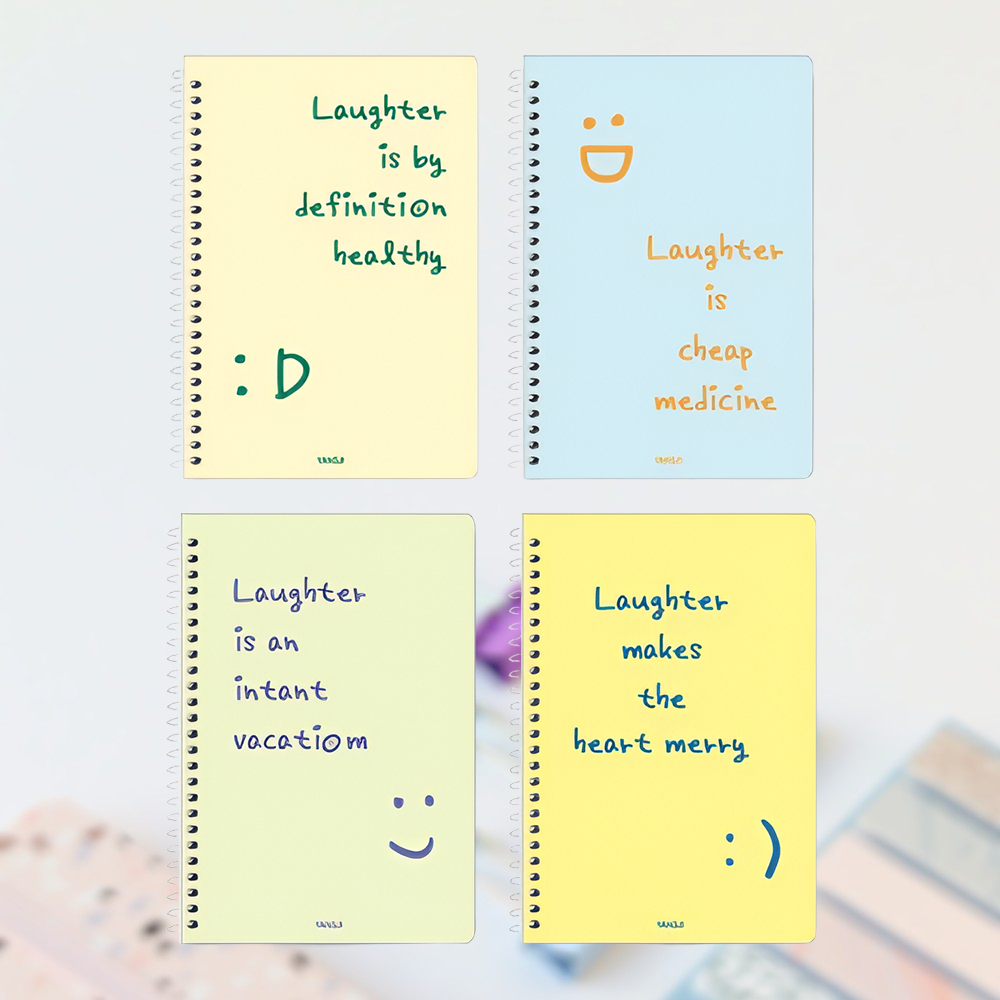 Laughter
is by
definition
healthy
: D
Laughter
is
cheap
medicine
Laughter
is an
intant
vacatiom
Laughter
makes
the
heart merry
: )